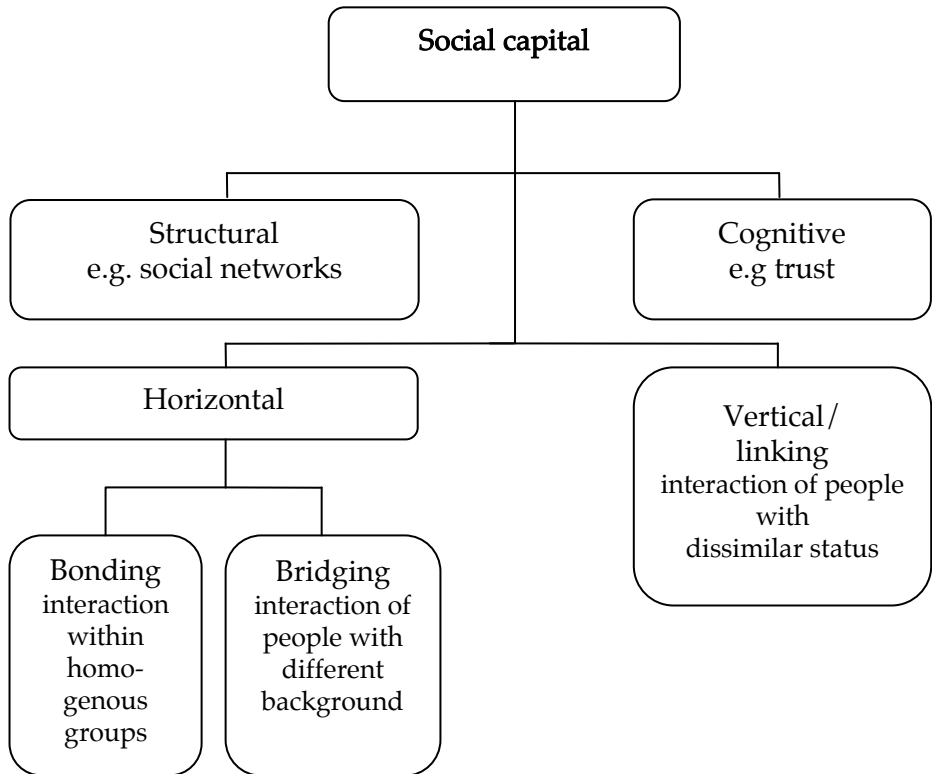 Social capital
Structural
e.g. social networks
Cognitive
e.g trust
Horizontal
Vertical/
linking
interaction of people
with
dissimilar status
Bonding
interaction
within
homo-
genous
groups
Bridging
interaction of
people with
different
background